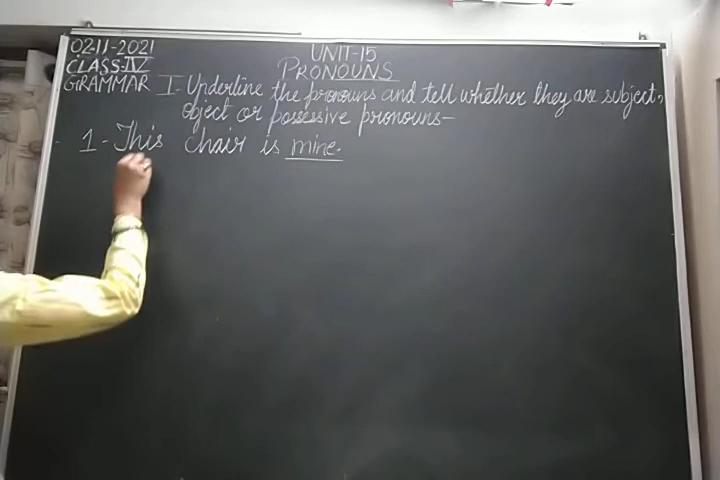 02-11-2021
UNIT-15
CLASS-IV
PRONOUNS
GRAMMAR I- Underline the pronouns and tell whether they are subject,
object or possessive pronouns-
1- This chair is mine.